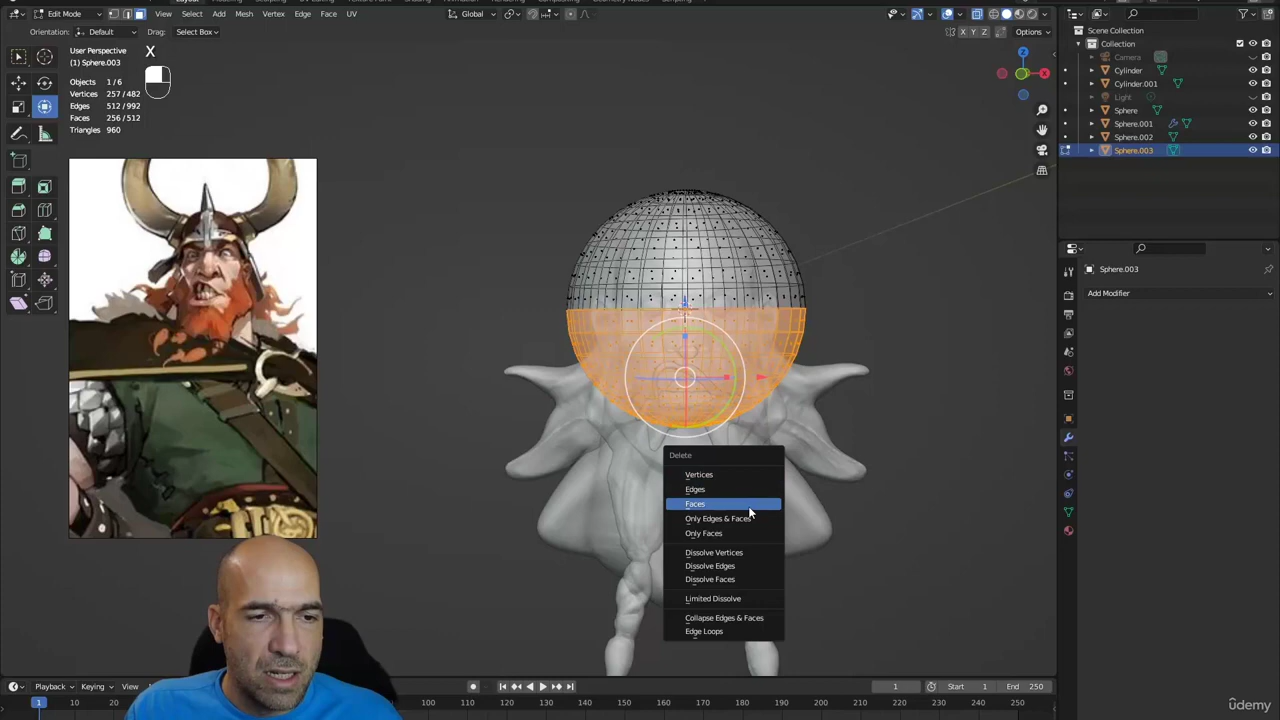 Edit Mode View Select Add Mesh Vertex Edge Face UV Global
Orientation: Default Drag: Select Box X Y Z Options
User Perspective
(1) Sphere.003
X
Objects 1 / 6
Vertices 257 / 482
Edges 512 / 992
Faces 256 / 512
Triangles 960
Z
X
Delete
Vertices
Edges
Faces
Only Edges & Faces
Only Faces
Dissolve Vertices
Dissolve Edges
Dissolve Faces
Limited Dissolve
Collapse Edges & Faces
Edge Loops
Scene Collection
Collection
Camera
Cylinder
Cylinder.001
Light
Sphere
Sphere.001
Sphere.002
Sphere.003
Sphere.003
Add Modifier
Playback Keying View 1 Start 1 End 250
1 10 20 80 90 100 110 120 130 140 150 160 170 180 190 200 210 220 230 240 250
ûdemy